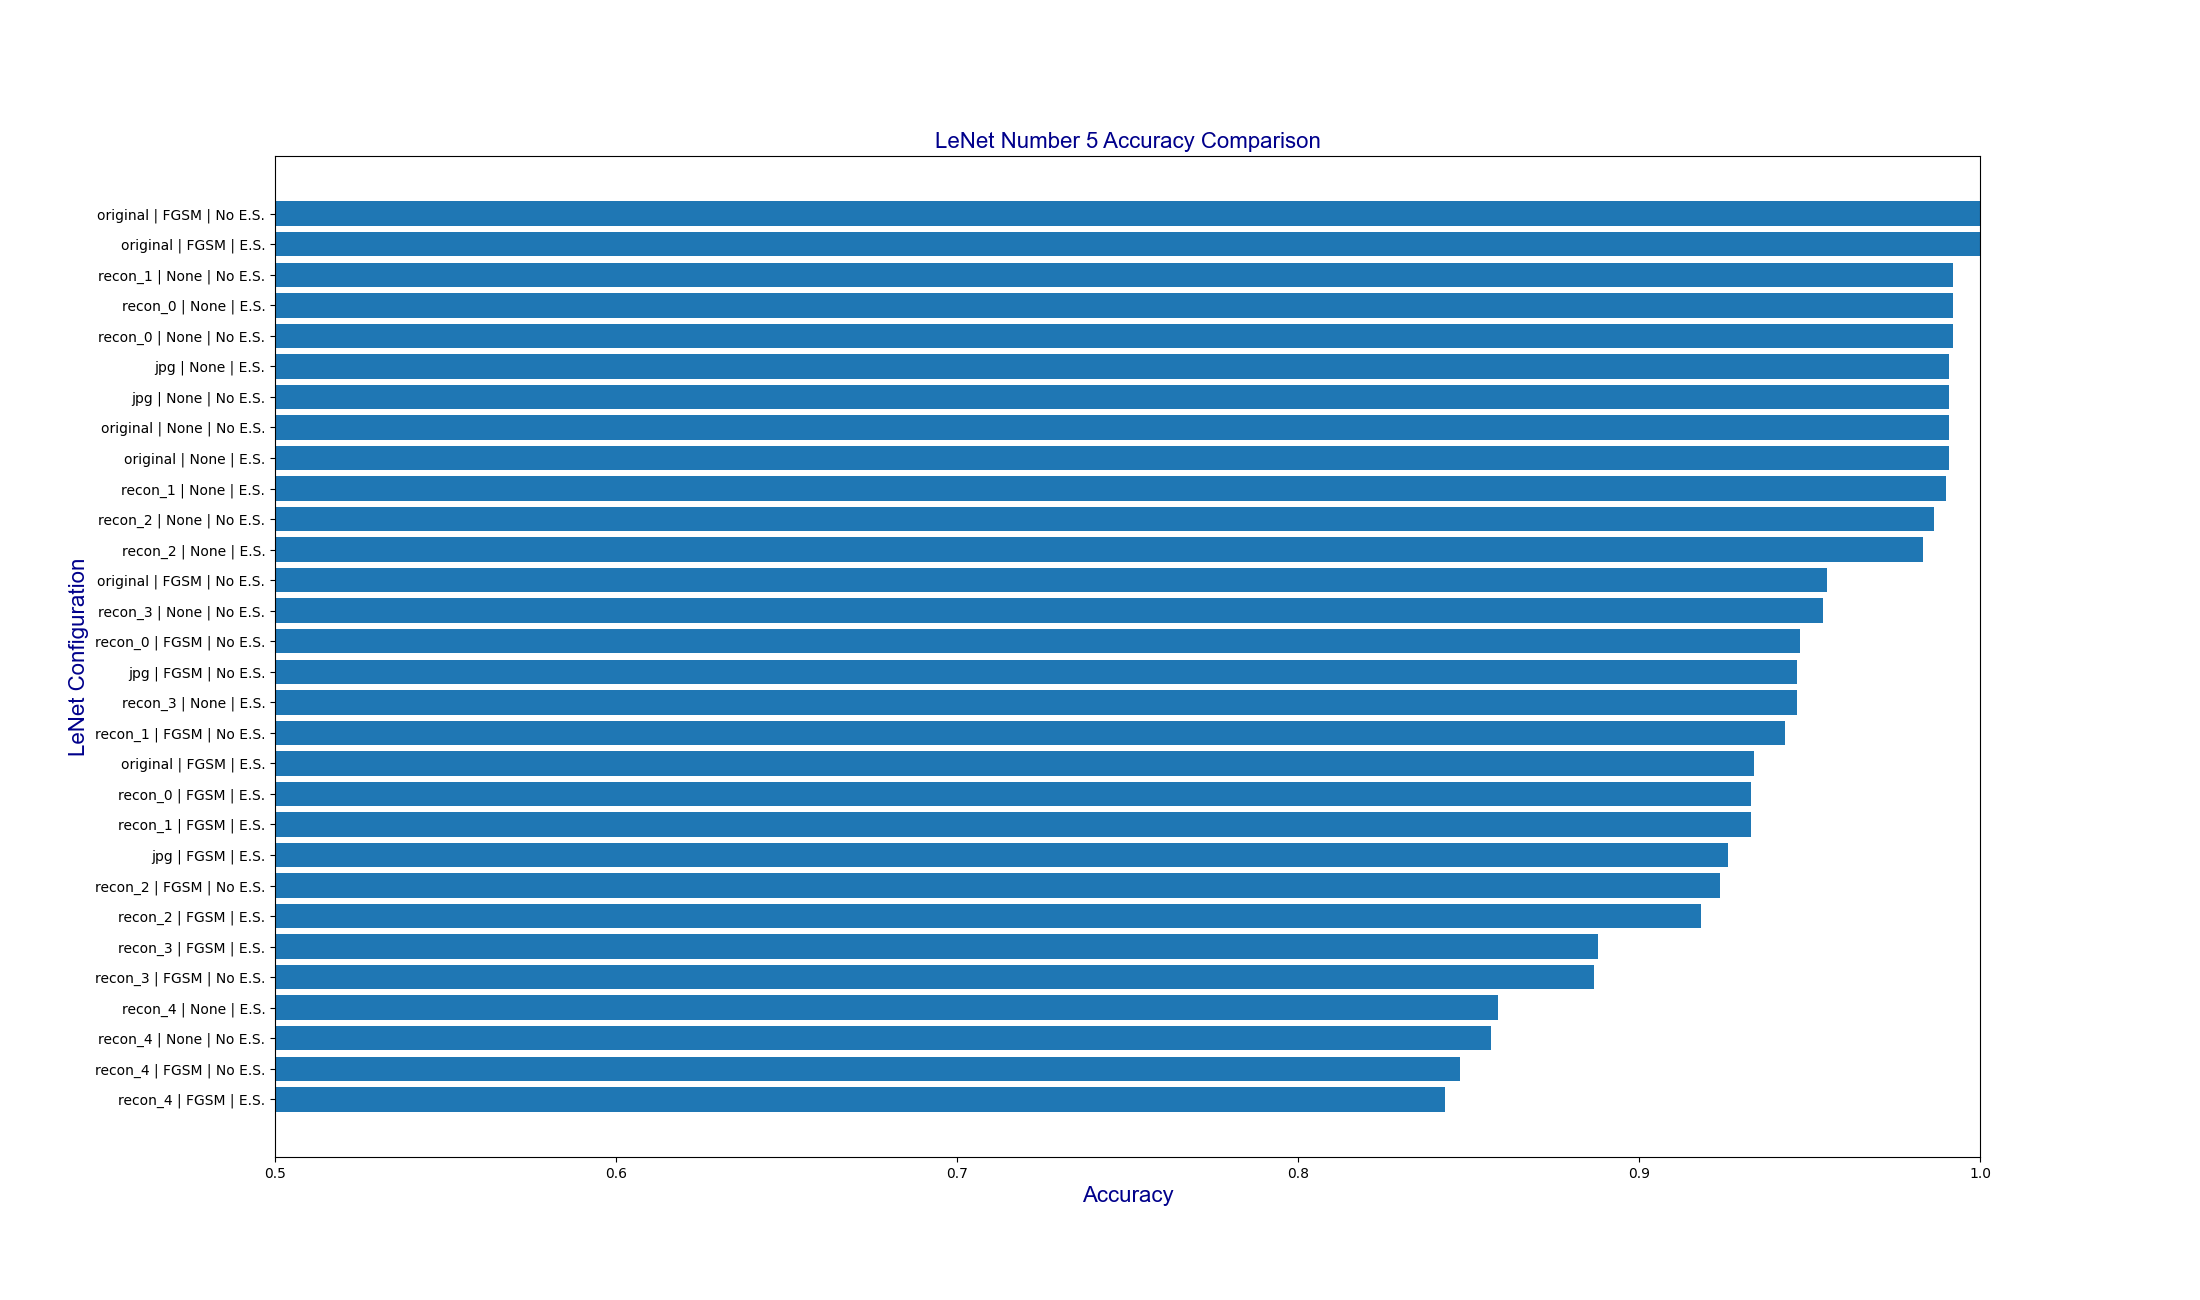 LeNet Number 5 Accuracy Comparison
LeNet Configuration
original | FGSM | No E.S.
original | FGSM | E.S.
recon_1 | None | No E.S.
recon_0 | None | E.S.
recon_0 | None | No E.S.
jpg | None | E.S.
jpg | None | No E.S.
original | None | No E.S.
original | None | E.S.
recon_1 | None | E.S.
recon_2 | None | No E.S.
recon_2 | None | E.S.
original | FGSM | No E.S.
recon_3 | None | No E.S.
recon_0 | FGSM | No E.S.
jpg | FGSM | No E.S.
recon_3 | None | E.S.
recon_1 | FGSM | No E.S.
original | FGSM | E.S.
recon_0 | FGSM | E.S.
recon_1 | FGSM | E.S.
jpg | FGSM | E.S.
recon_2 | FGSM | No E.S.
recon_2 | FGSM | E.S.
recon_3 | FGSM | E.S.
recon_3 | FGSM | No E.S.
recon_4 | None | E.S.
recon_4 | None | No E.S.
recon_4 | FGSM | No E.S.
recon_4 | FGSM | E.S.
0.5 0.6 0.7 0.8 0.9 1.0
Accuracy